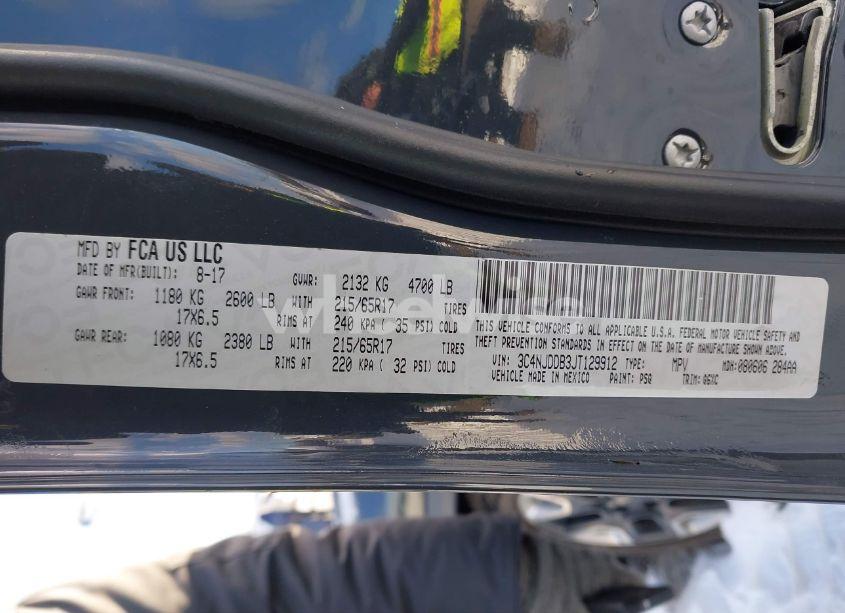 MFD BY FCA US LLC
DATE OF MFR(BUILT): 8-17 GVWR: 2132 KG 4700 LB
GAWR FRONT: 1180 KG 2600 LB WITH 215/65R17 TIRES
17X6.5 RIMS AT 240 KPA ( 35 PSI) COLD
GAWR REAR: 1080 KG 2380 LB WITH 215/65R17 TIRES
17X6.5 RIMS AT 220 KPA ( 32 PSI) COLD
THIS VEHICLE CONFORMS TO ALL APPLICABLE U.S.A. FEDERAL MOTOR VEHICLE SAFETY AND
THEFT PREVENTION STANDARDS IN EFFECT ON THE DATE OF MANUFACTURE SHOWN ABOVE.
VIN: 3C4NJDDB3JT129912 TYPE: MPV MDH: 080606 284AA
VEHICLE MADE IN MEXICO PAINT: PSQ TRIM: